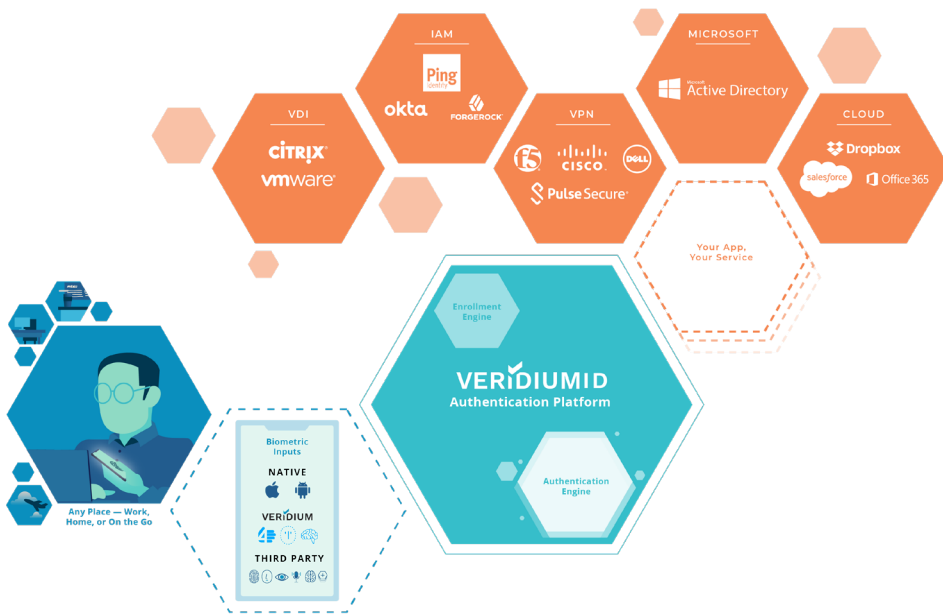 IAM
Ping
Identity
okta
FORGEROCK
MICROSOFT
Microsoft
Active Directory
VDI
CITRIX
vmware
VPN
f5
CISCO
DELL
Pulse Secure
CLOUD
Dropbox
salesforce
Office 365
Your App,
Your Service
Enrollment
Engine
VERIDIUMID
Authentication Platform
Authentication
Engine
Any Place — Work,
Home, or On the Go
Biometric
Inputs
NATIVE
VERIDIUM
4F
THIRD PARTY